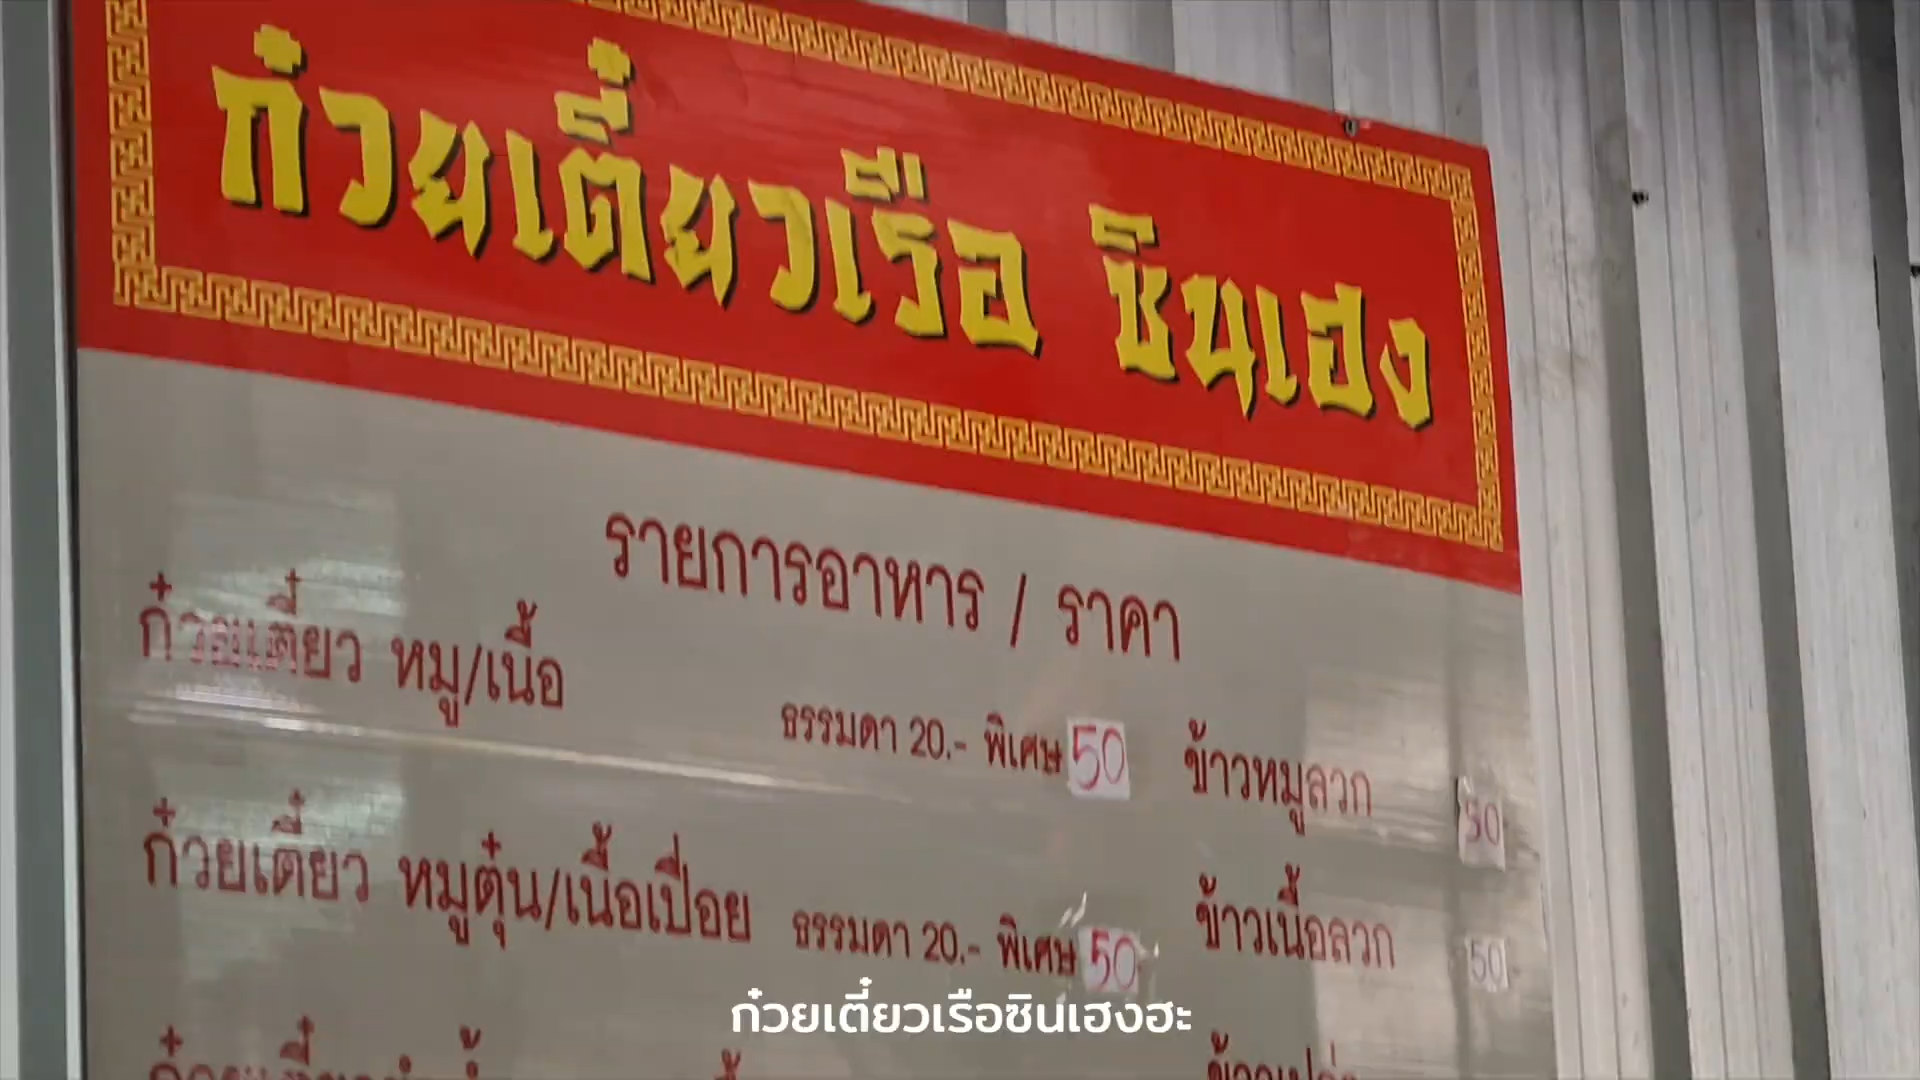 ก๋วยเตี๋ยวเรือ ซินเฮง
รายการอาหาร / ราคา
ก๋วยเตี๋ยว หมู/เนื้อ
ธรรมดา 20.- พิเศษ 50
ข้าวหมูลวก 50
ก๋วยเตี๋ยว หมูตุ๋น/เนื้อเปื่อย
ธรรมดา 20.- พิเศษ 50
ข้าวเนื้อลวก 50
ก๋วยเตี๋ยวเรือซินเฮงฮะ